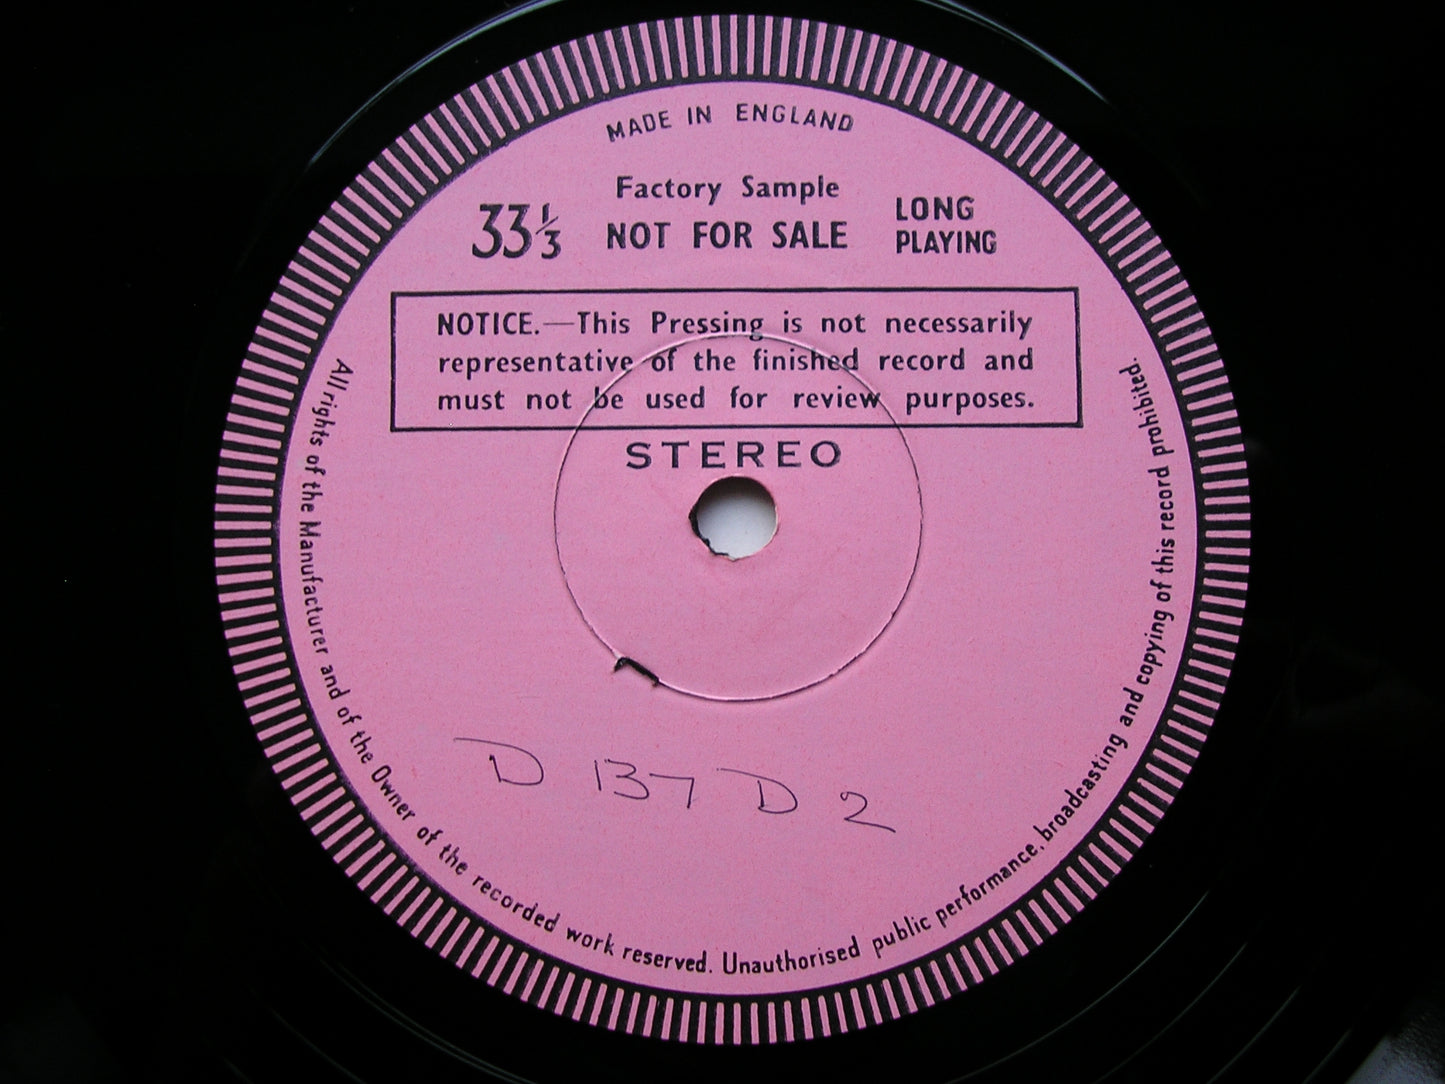 MADE IN ENGLAND
Factory Sample
33⅓ NOT FOR SALE LONG PLAYING
NOTICE.—This Pressing is not necessarily
representative of the finished record and
must not be used for review purposes.
STEREO
D 137 D 2
All rights of the Manufacturer and of the Owner of the recorded work reserved. Unauthorised public performance, broadcasting and copying of this record prohibited.